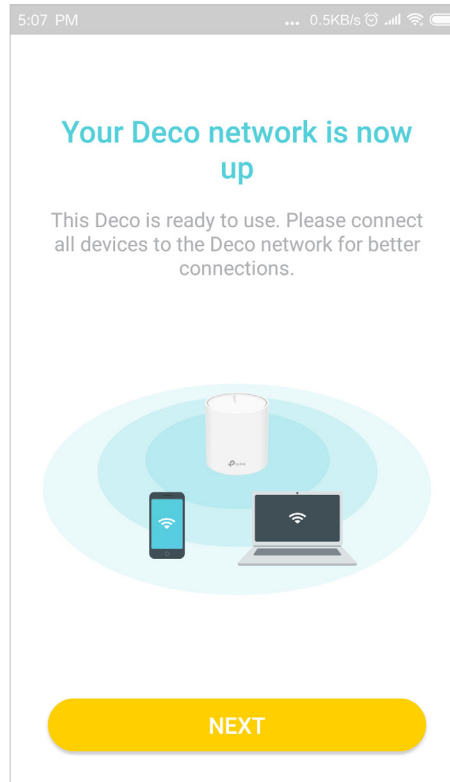 5:07 PM ... 0.5KB/s
Your Deco network is now
up
This Deco is ready to use. Please connect
all devices to the Deco network for better
connections.
NEXT